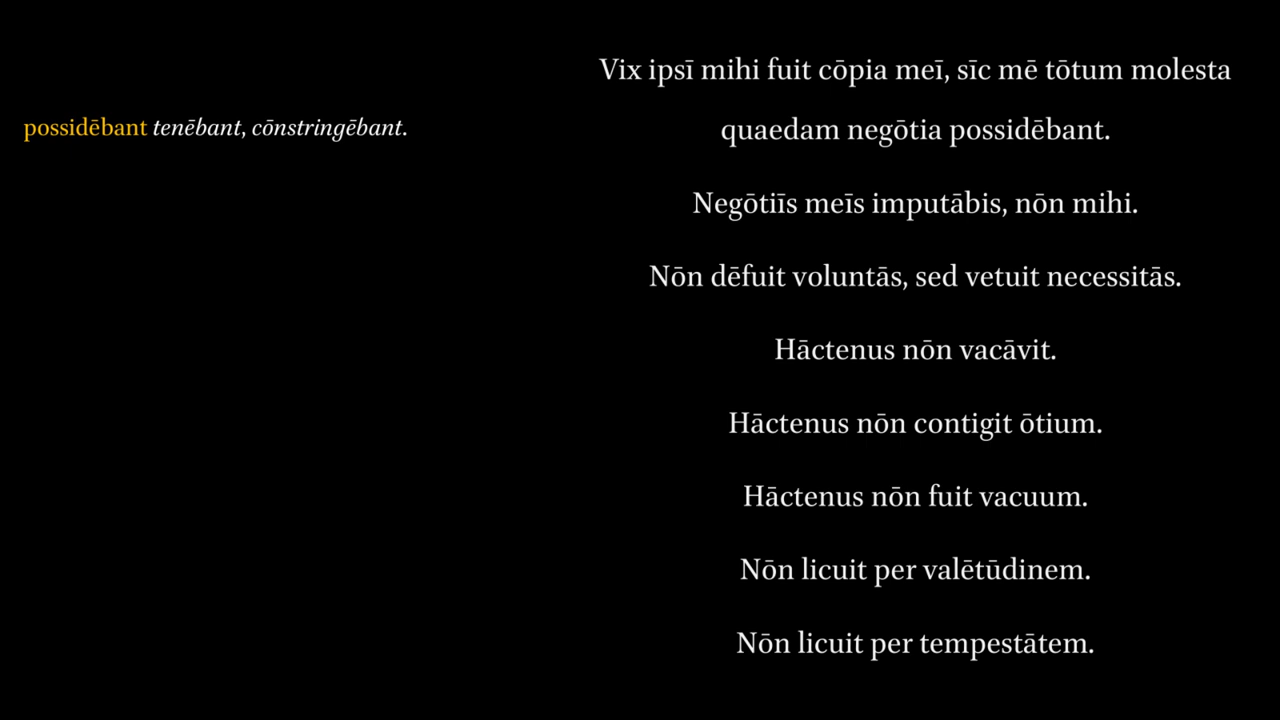 possidēbant tenēbant, cōnstringēbant.
Vix ipsī mihi fuit cōpia meī, sīc mē tōtum molesta
quaedam negōtia possidēbant.
Negōtiīs meīs imputābis, nōn mihi.
Nōn dēfuit voluntās, sed vetuit necessitās.
Hāctenus nōn vacāvit.
Hāctenus nōn contigit ōtium.
Hāctenus nōn fuit vacuum.
Nōn licuit per valētūdinem.
Nōn licuit per tempestātem.